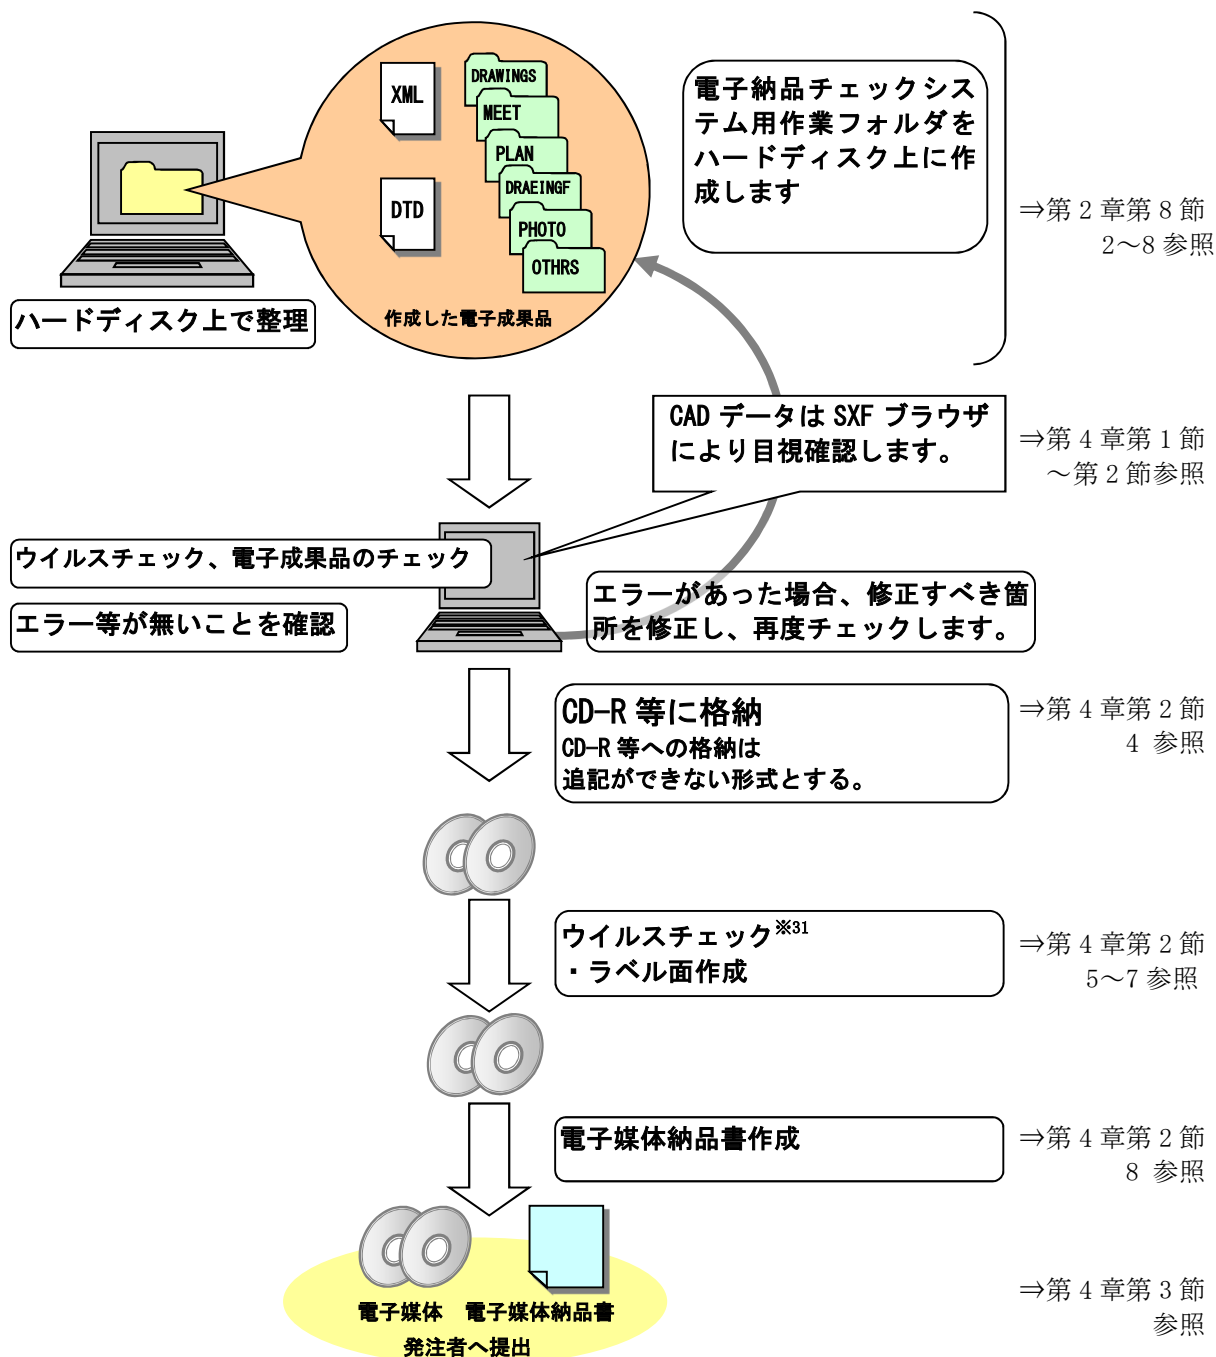 XML
DTD
DRAWINGS
MEET
PLAN
DRAEINGF
PHOTO
OTHRS
作成した電子成果品
ハードディスク上で整理
電子納品チェックシス
テム用作業フォルダを
ハードディスク上に作
成します
⇒第2章第8節
2～8参照
CADデータはSXFブラウザ
により目視確認します。
⇒第4章第1節
～第2節参照
ウイルスチェック、電子成果品のチェック
エラー等が無いことを確認
エラーがあった場合、修正すべき箇
所を修正し、再度チェックします。
CD-R等に格納
CD-R等への格納は
追記ができない形式とする。
⇒第4章第2節
4 参照
ウイルスチェック※31
・ラベル面作成
⇒第4章第2節
5～7参照
電子媒体納品書作成
⇒第4章第2節
8 参照
電子媒体 電子媒体納品書
発注者へ提出
⇒第4章第3節
参照